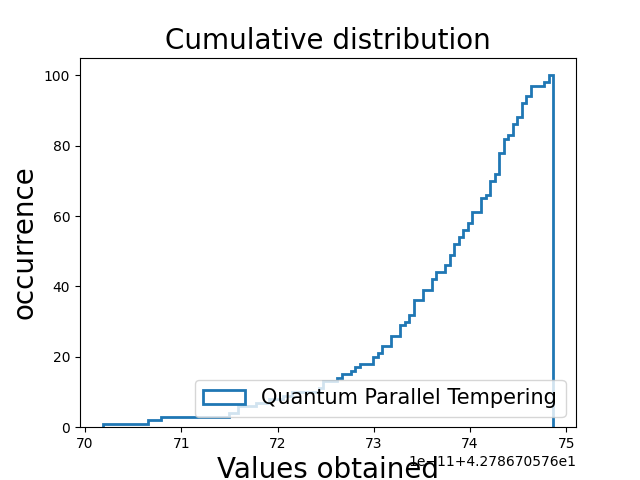 Cumulative distribution
occurrence
100
80
60
40
20
0
Quantum Parallel Tempering
70 71 72 73 74 75
1e−11+4.278670576e1
Values obtained